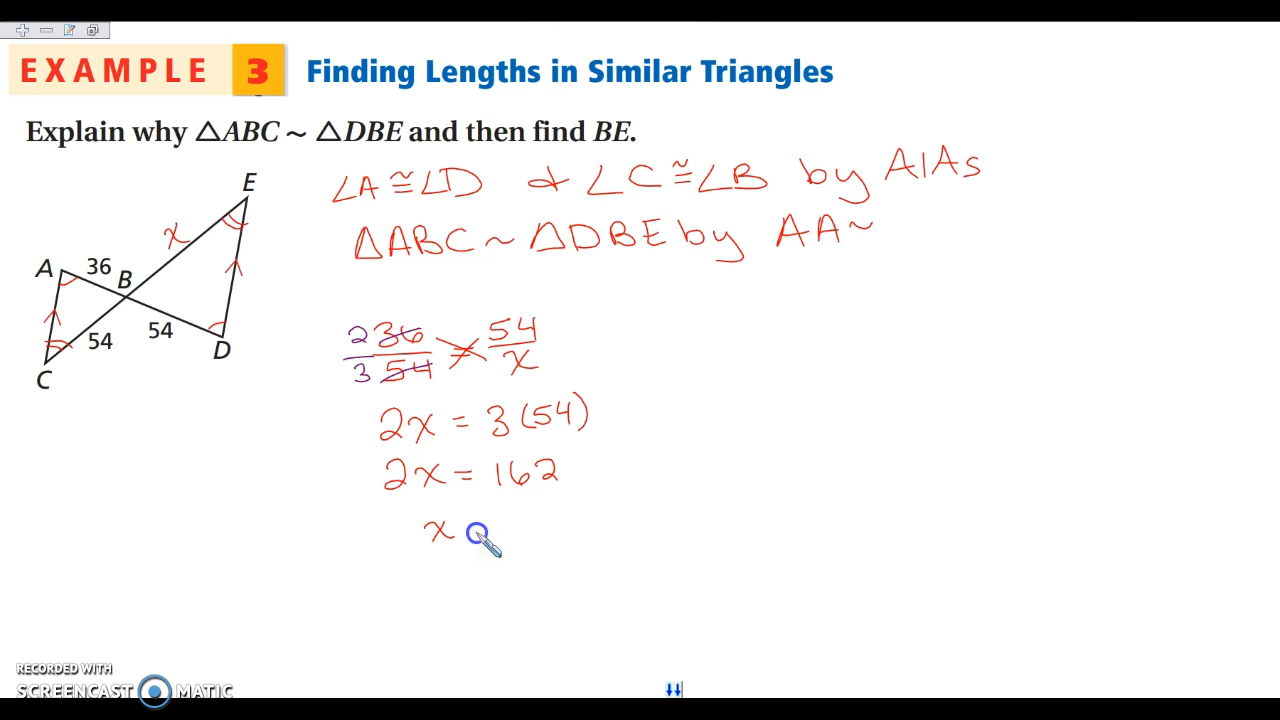 EXAMPLE 3 Finding Lengths in Similar Triangles
Explain why △ABC ~ △DBE and then find BE.
∠A ≅ ∠D & ∠C ≅ ∠B by AIAs
△ABC ~ △DBE by AA~
E
x
A
36
B
54
54
D
C
2 36 = 54
3 54 x
2x = 3(54)
2x = 162
x
RECORDED WITH
SCREENCAST MATIC